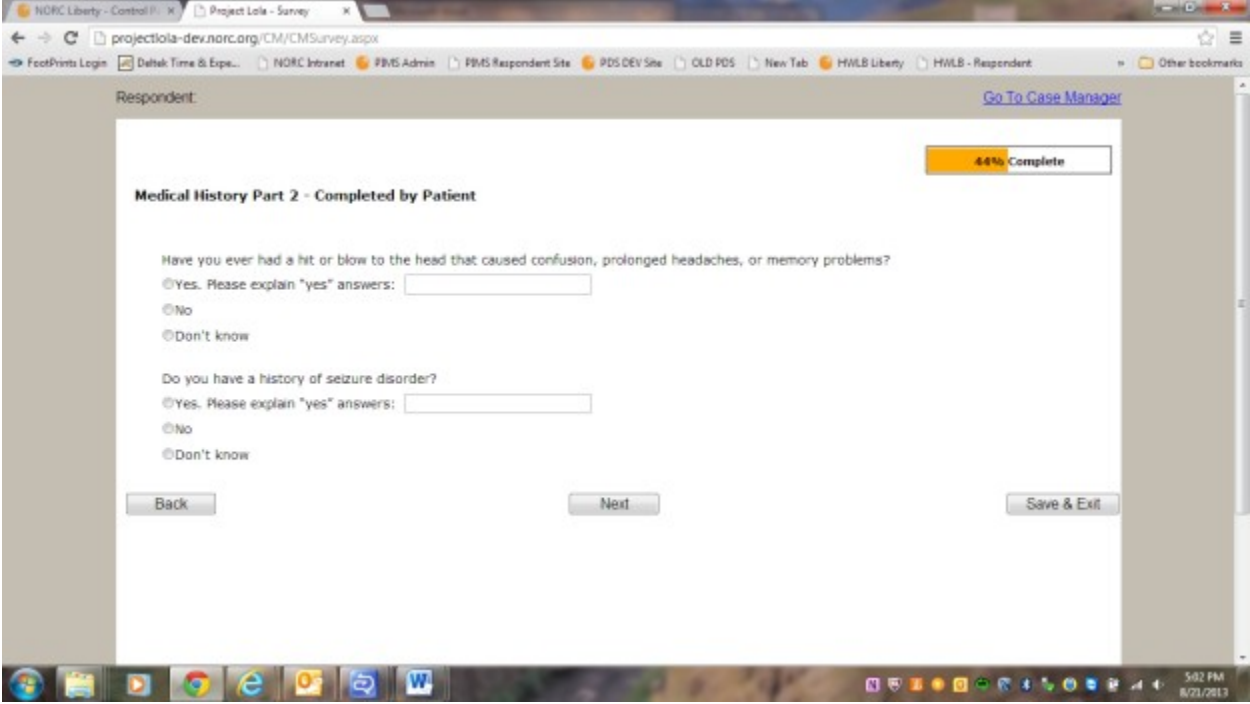 NORC Liberty - Control P
Project Lola - Survey
projectlola-dev.norc.org/CM/CMSurvey.aspx
FootPrints Login
Deltek Time & Expe...
NORC Intranet
PIMS Admin
PIMS Respondent Site
PDS DEV Site
OLD PDS
New Tab
HWLB Liberty
HWLB - Respondent
Other bookmarks
Respondent:
Go To Case Manager
44% Complete
Medical History Part 2 - Completed by Patient
Have you ever had a hit or blow to the head that caused confusion, prolonged headaches, or memory problems?
Yes. Please explain "yes" answers:
No
Don't know
Do you have a history of seizure disorder?
Yes. Please explain "yes" answers:
No
Don't know
Back
Next
Save & Exit
5:02 PM
8/21/2013